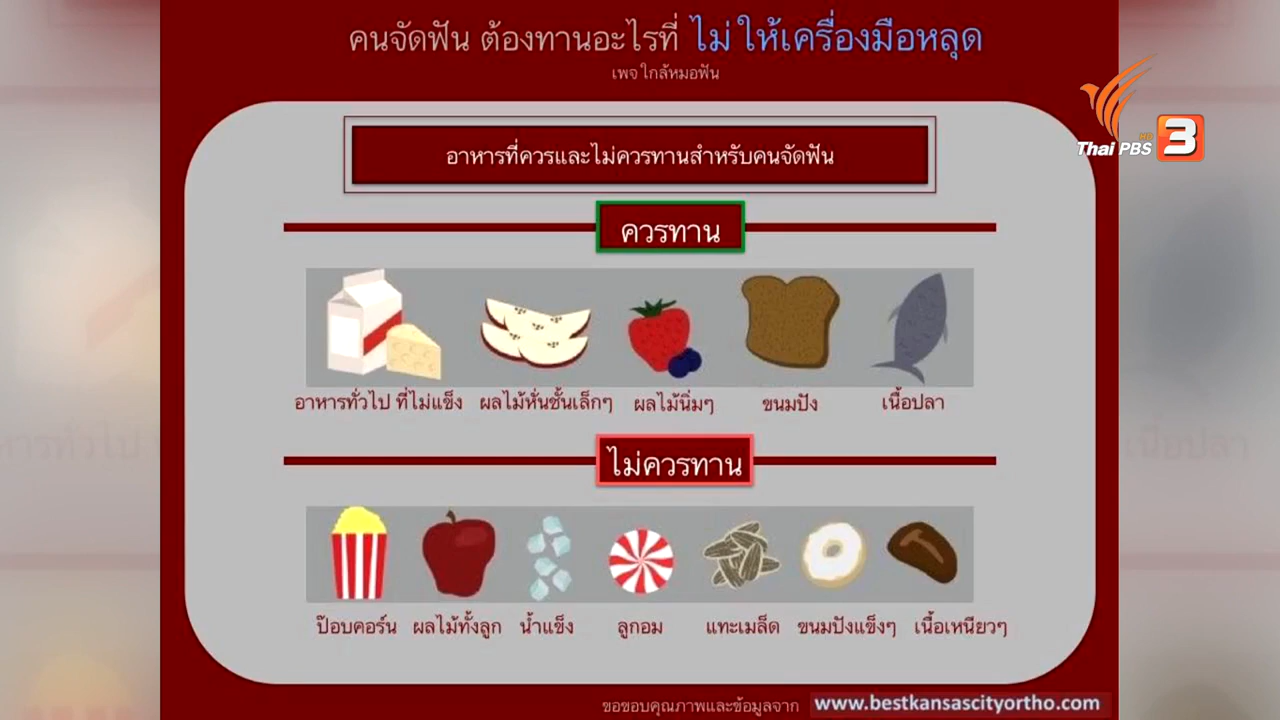 คนจัดฟัน ต้องทานอะไรที่ ไม่ ให้เครื่องมือหลุด
เพจ ใกล้หมอฟัน
Thai PBS HD 3
อาหารที่ควรและไม่ควรทานสำหรับคนจัดฟัน
ควรทาน
อาหารทั่วไป ที่ไม่แข็ง ผลไม้หั่นชิ้นเล็กๆ ผลไม้นิ่มๆ ขนมปัง เนื้อปลา
ไม่ควรทาน
ป๊อบคอร์น ผลไม้ทั้งลูก น้ำแข็ง ลูกอม แทะเมล็ด ขนมปังแข็งๆ เนื้อเหนียวๆ
ขอขอบคุณภาพและข้อมูลจาก www.bestkansascityortho.com